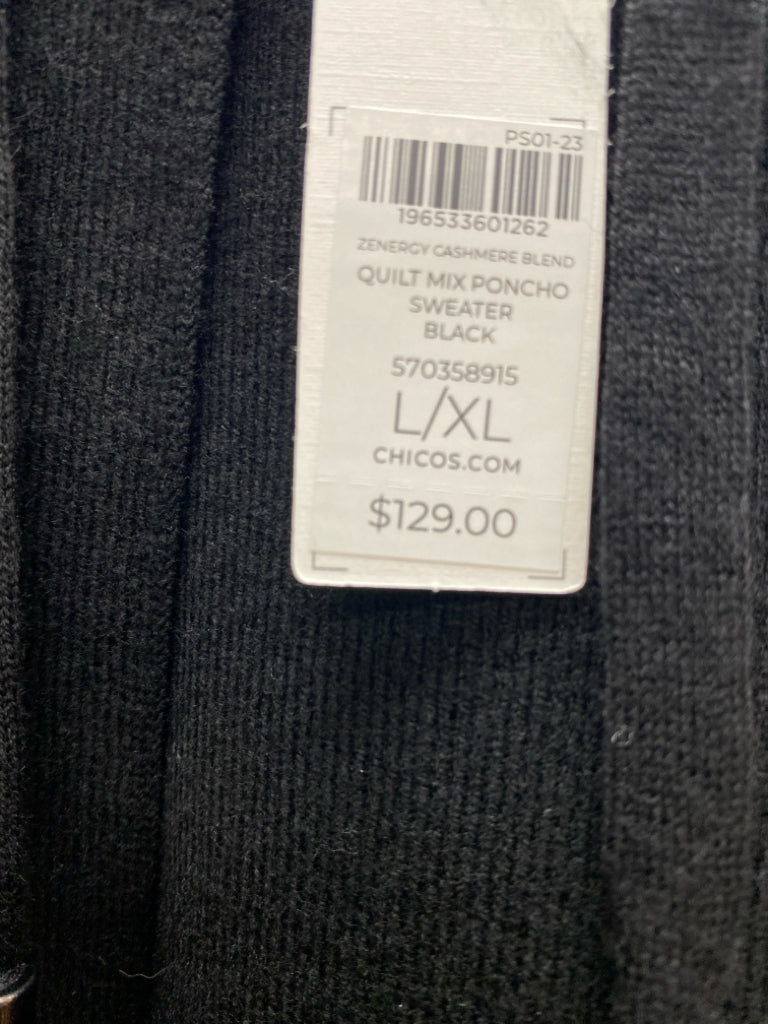 PS01-23
196533601262
ZENERGY CASHMERE BLEND
QUILT MIX PONCHO
SWEATER
BLACK
570358915
L/XL
CHICOS.COM
$129.00